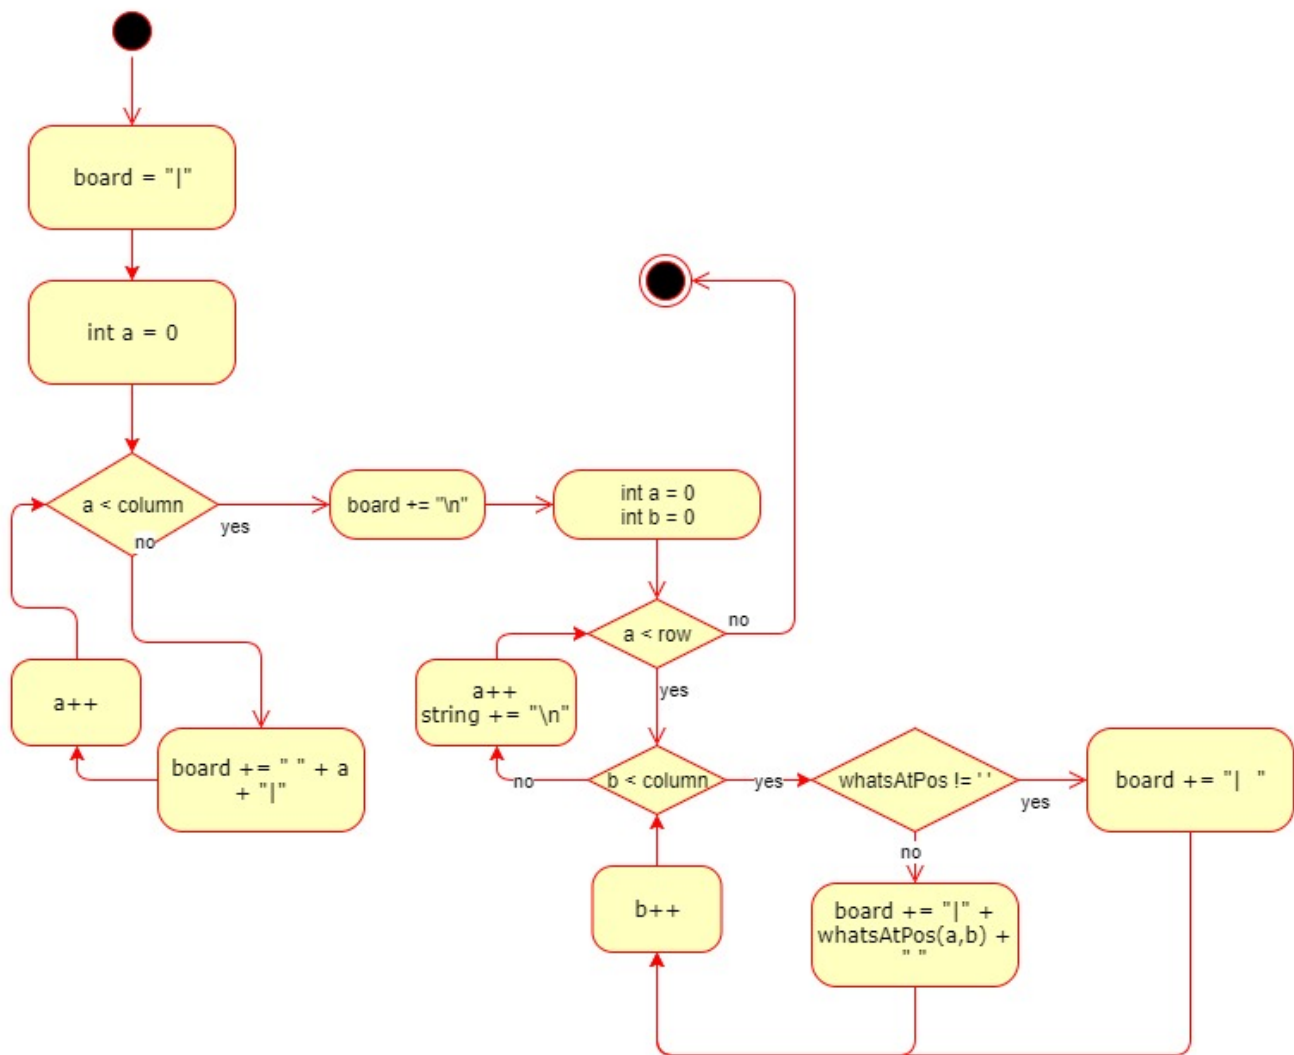 board = "|"
int a = 0
a < column
no
yes
board += "\n"
int a = 0
int b = 0
a < row
no
yes
a++
string += "\n"
a++
board += " " + a
+ "|"
b < column
no
yes
whatsAtPos != ' '
yes
no
board += "|  "
b++
board += "|" +
whatsAtPos(a,b) +
" "